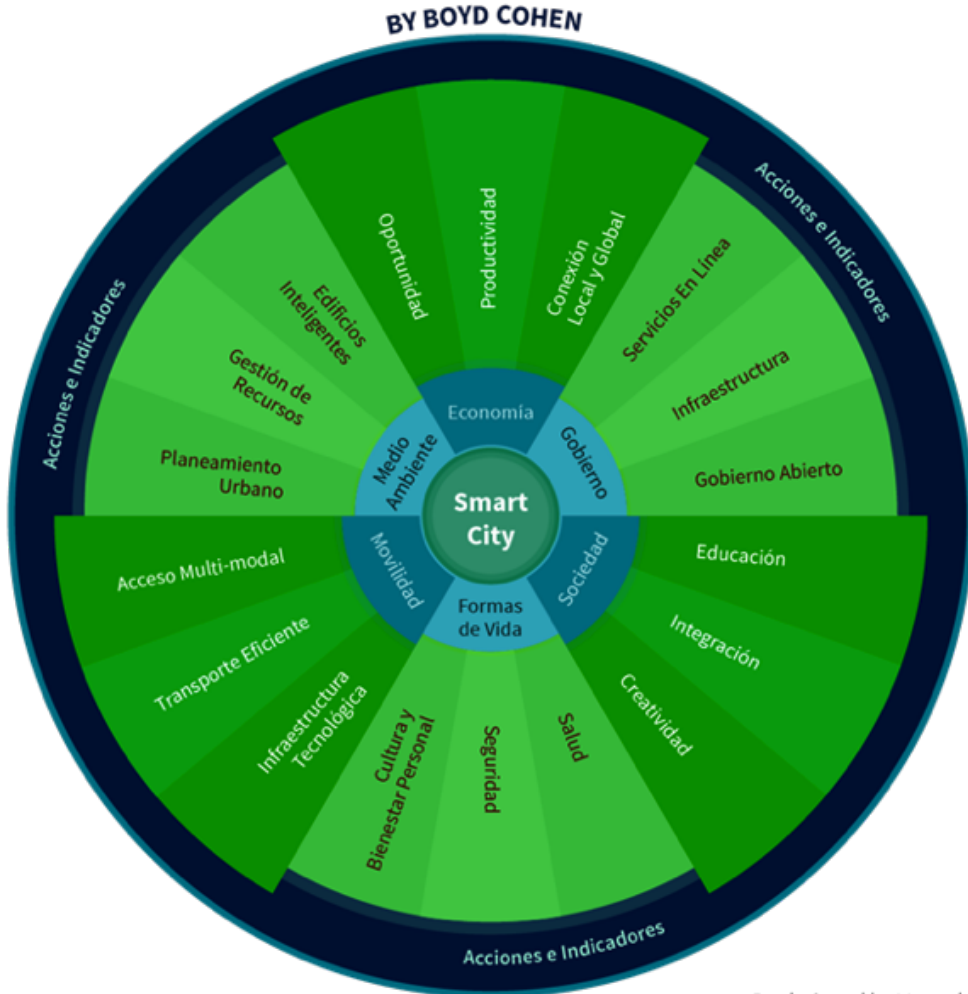 BY BOYD COHEN
Acciones e Indicadores
Acciones e Indicadores
Acciones e Indicadores
Smart
City
Economía
Oportunidad
Productividad
Conexión
Local y Global
Gobierno
Servicios En Línea
Infraestructura
Gobierno Abierto
Sociedad
Educación
Integración
Creatividad
Formas
de Vida
Salud
Seguridad
Cultura y
Bienestar Personal
Movilidad
Infraestructura
Tecnológica
Transporte Eficiente
Acceso Multi-modal
Medio
Ambiente
Planeamiento
Urbano
Gestión de
Recursos
Edificios
Inteligentes